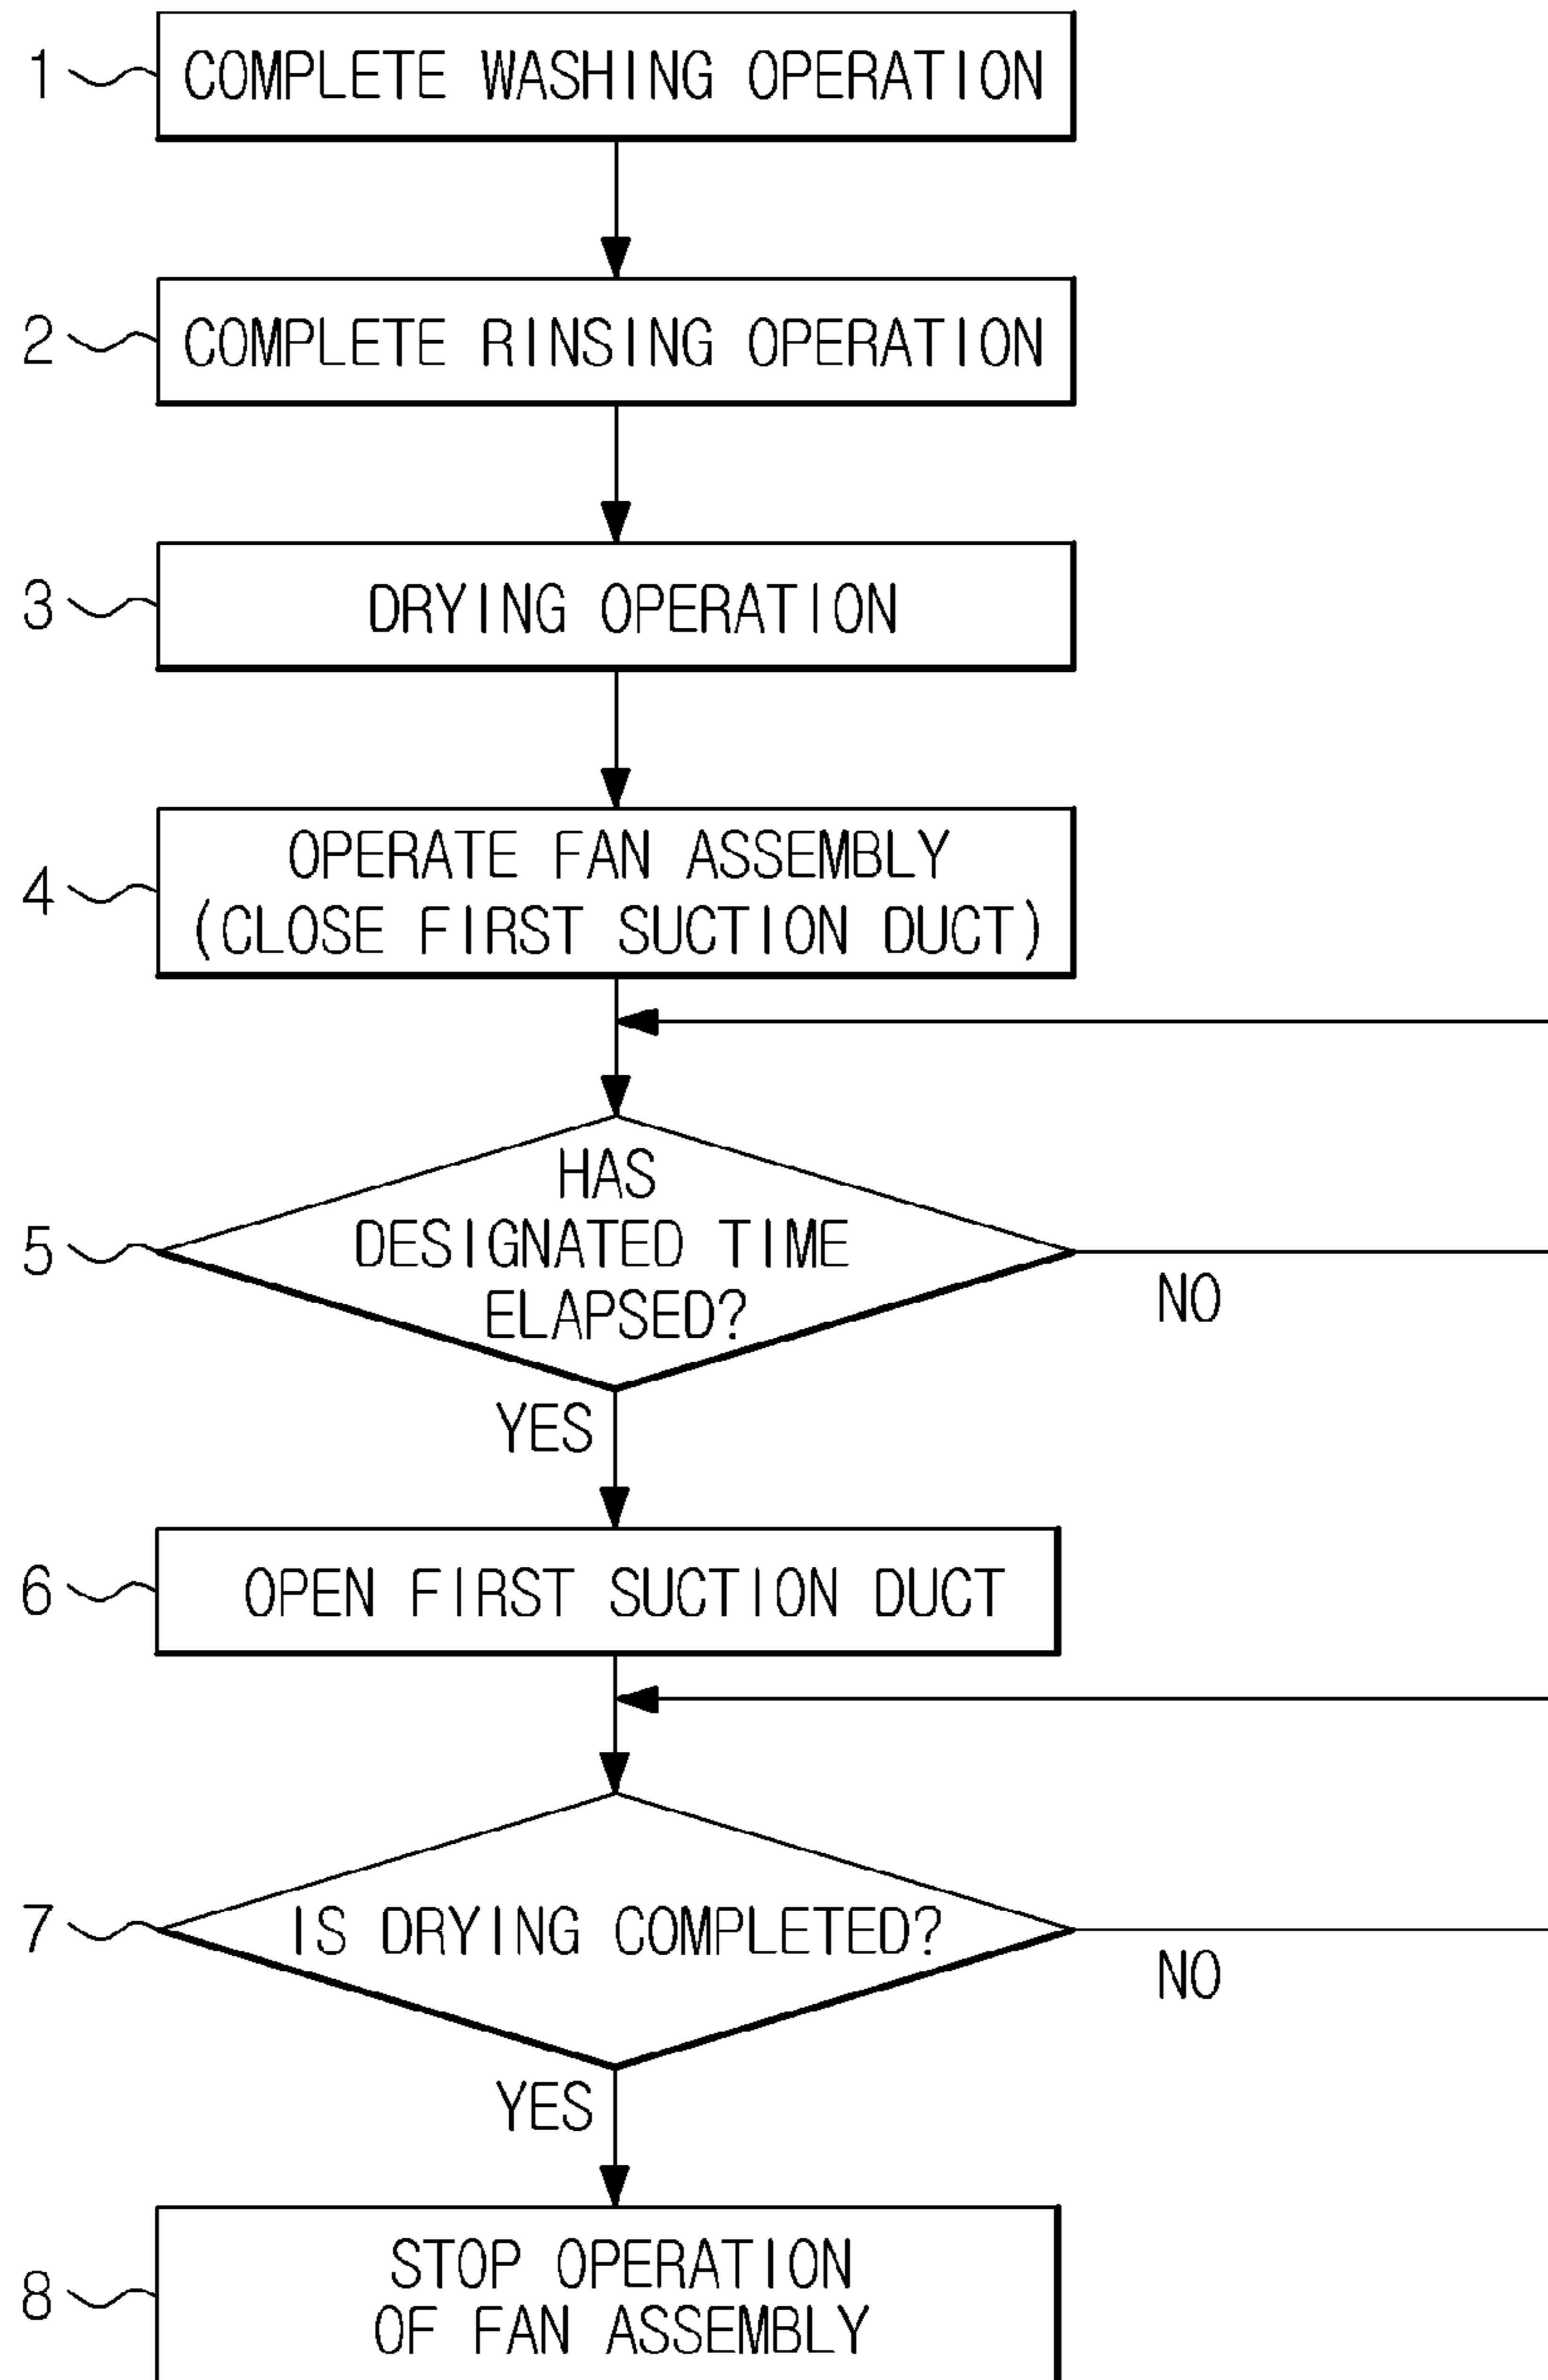 1 COMPLETE WASHING OPERATION
2 COMPLETE RINSING OPERATION
3 DRYING OPERATION
4 OPERATE FAN ASSEMBLY
(CLOSE FIRST SUCTION DUCT)
HAS
5 DESIGNATED TIME
ELAPSED?
NO
YES
6 OPEN FIRST SUCTION DUCT
7 IS DRYING COMPLETED?
NO
YES
8 STOP OPERATION
OF FAN ASSEMBLY